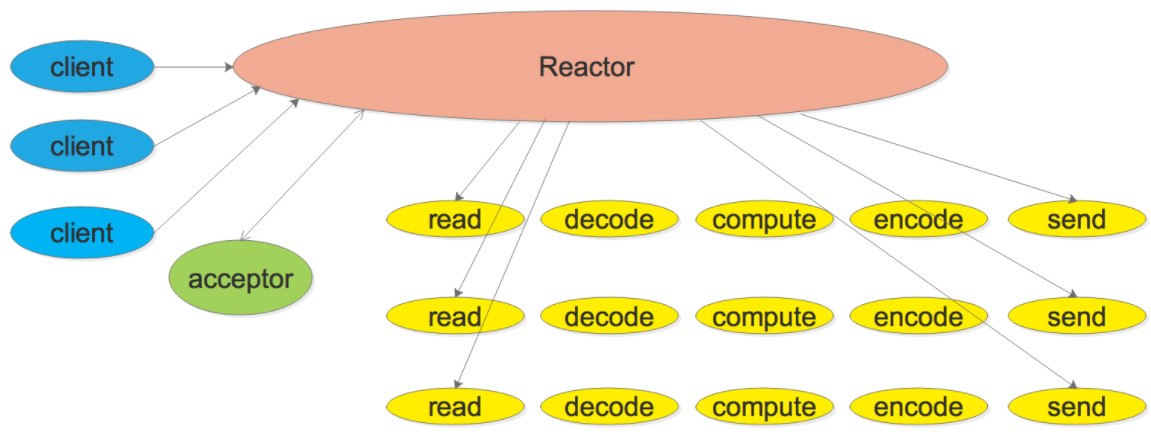 client
Reactor
client
client
acceptor
read decode compute encode send
read decode compute encode send
read decode compute encode send